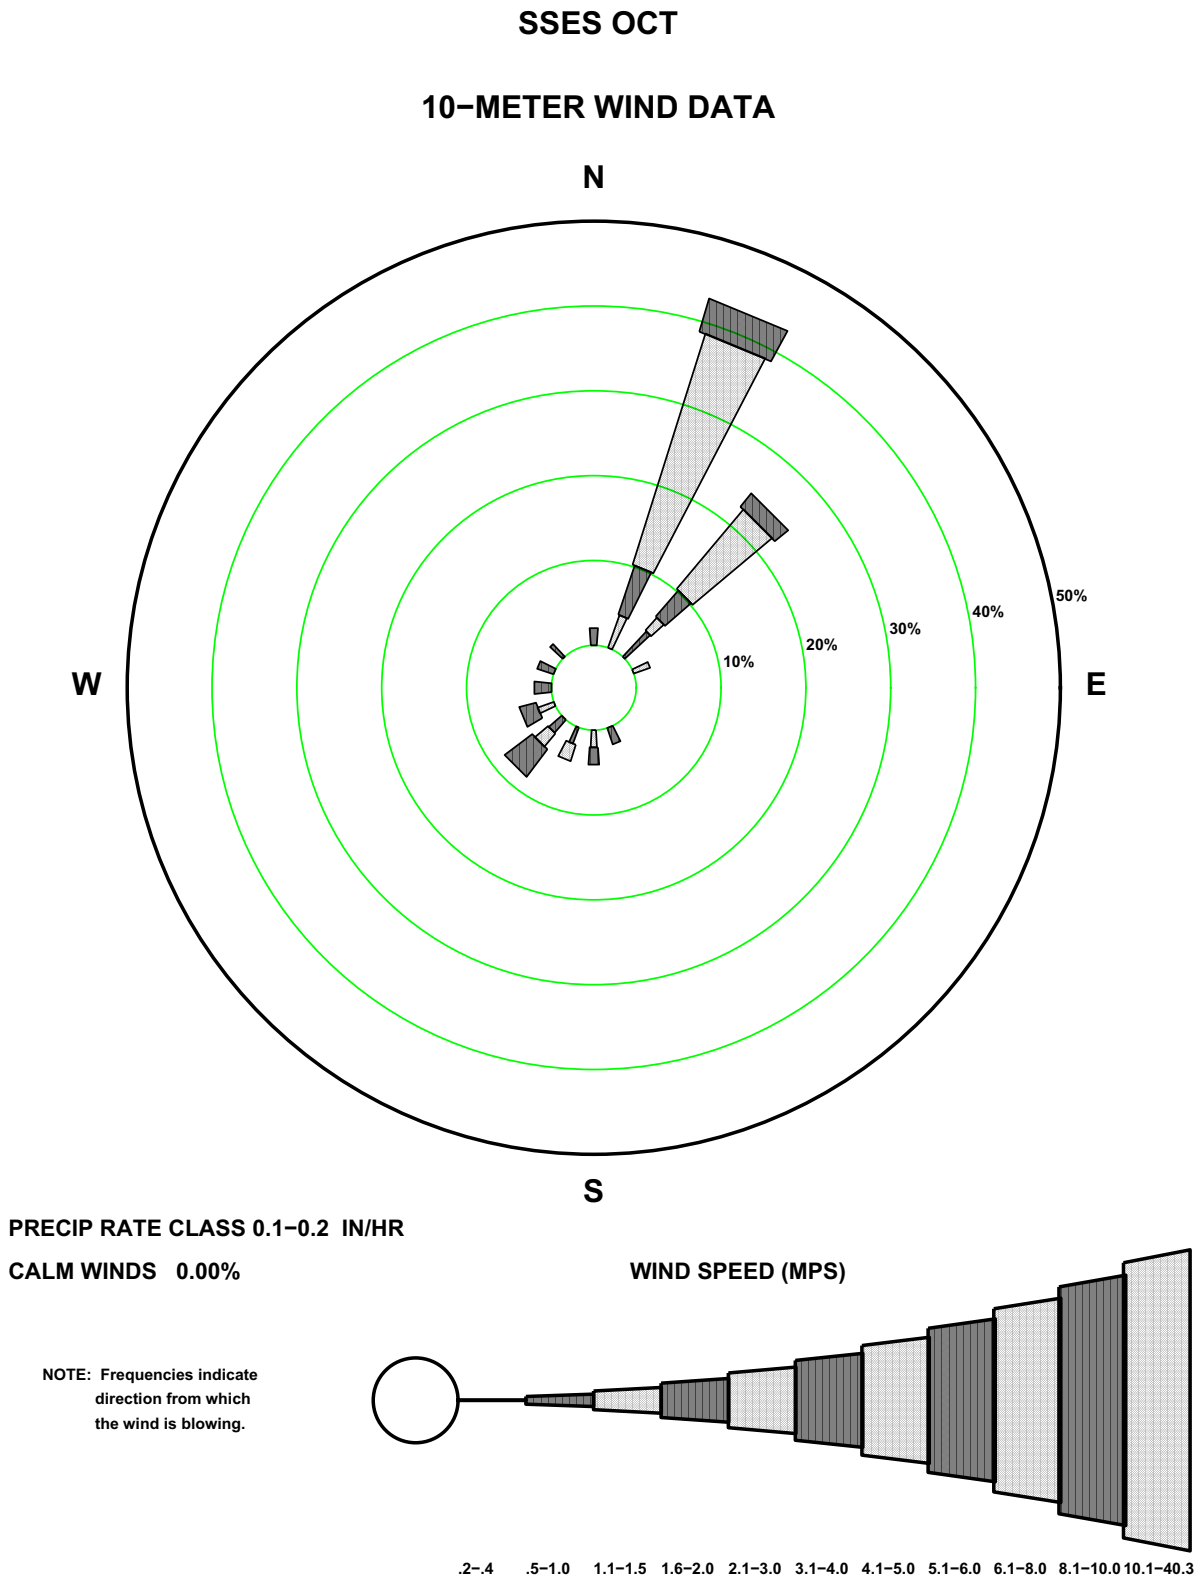 SSES OCT
10−METER WIND DATA
N
50%
40%
30%
20%
10%
W
E
S
PRECIP RATE CLASS 0.1−0.2 IN/HR
CALM WINDS 0.00%
WIND SPEED (MPS)
NOTE: Frequencies indicate
direction from which
the wind is blowing.
.2−.4 .5−1.0 1.1−1.5 1.6−2.0 2.1−3.0 3.1−4.0 4.1−5.0 5.1−6.0 6.1−8.0 8.1−10.0 10.1−40.3